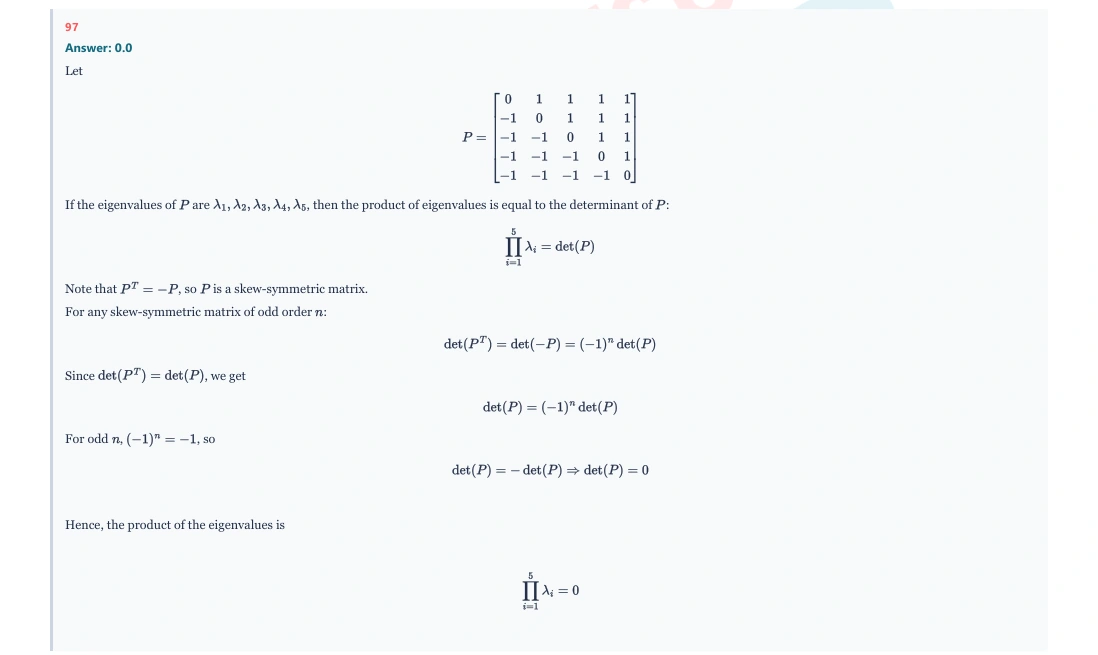 97
Answer: 0.0
Let
P = 
[ 0 1 1 1 1 ]
[ −1 0 1 1 1 ]
[ −1 −1 0 1 1 ]
[ −1 −1 −1 0 1 ]
[ −1 −1 −1 −1 0 ]
If the eigenvalues of P are λ₁, λ₂, λ₃, λ₄, λ₅, then the product of eigenvalues is equal to the determinant of P:
∏_{i=1}^{5} λᵢ = det(P)
Note that Pᵀ = −P, so P is a skew-symmetric matrix.
For any skew-symmetric matrix of odd order n:
det(Pᵀ) = det(−P) = (−1)ⁿ det(P)
Since det(Pᵀ) = det(P), we get
det(P) = (−1)ⁿ det(P)
For odd n, (−1)ⁿ = −1, so
det(P) = − det(P) ⇒ det(P) = 0
Hence, the product of the eigenvalues is
∏_{i=1}^{5} λᵢ = 0